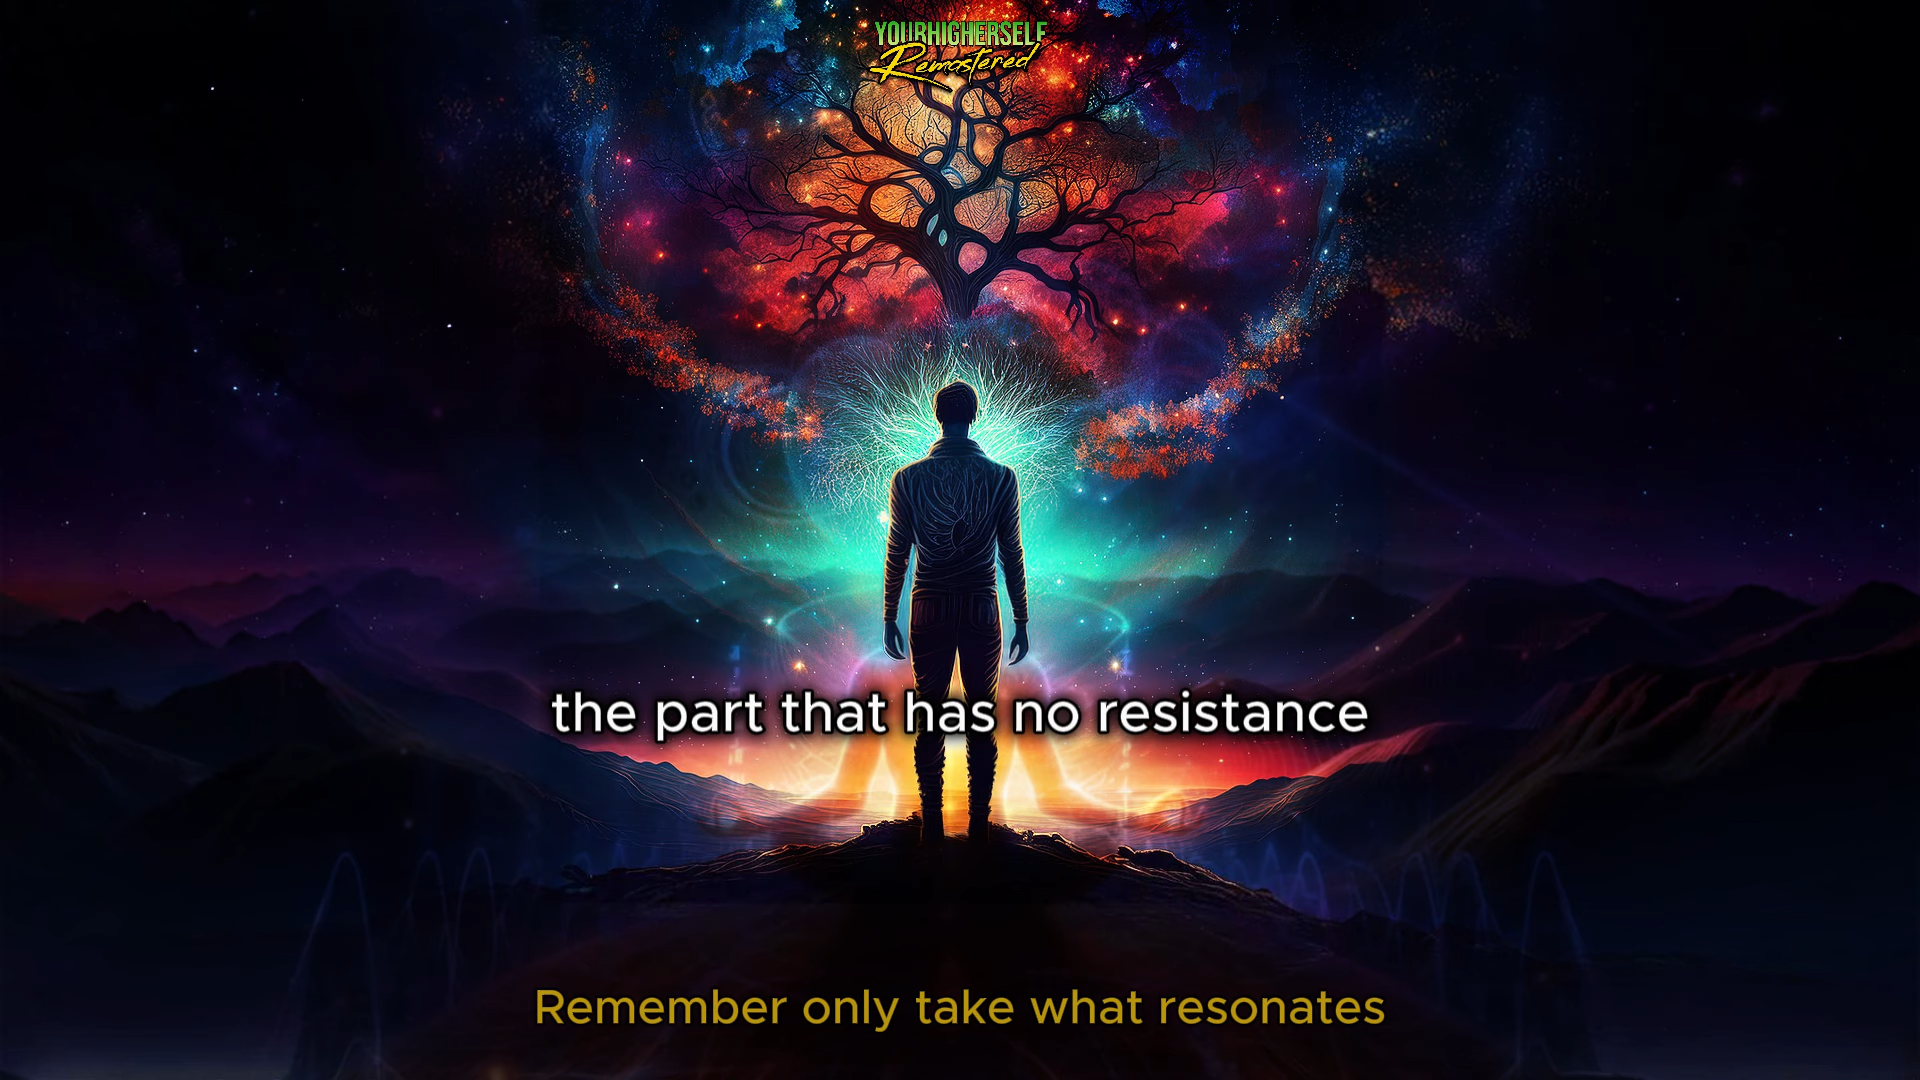 YOURHIGHERSELF
Remastered
the part that has no resistance
Remember only take what resonates